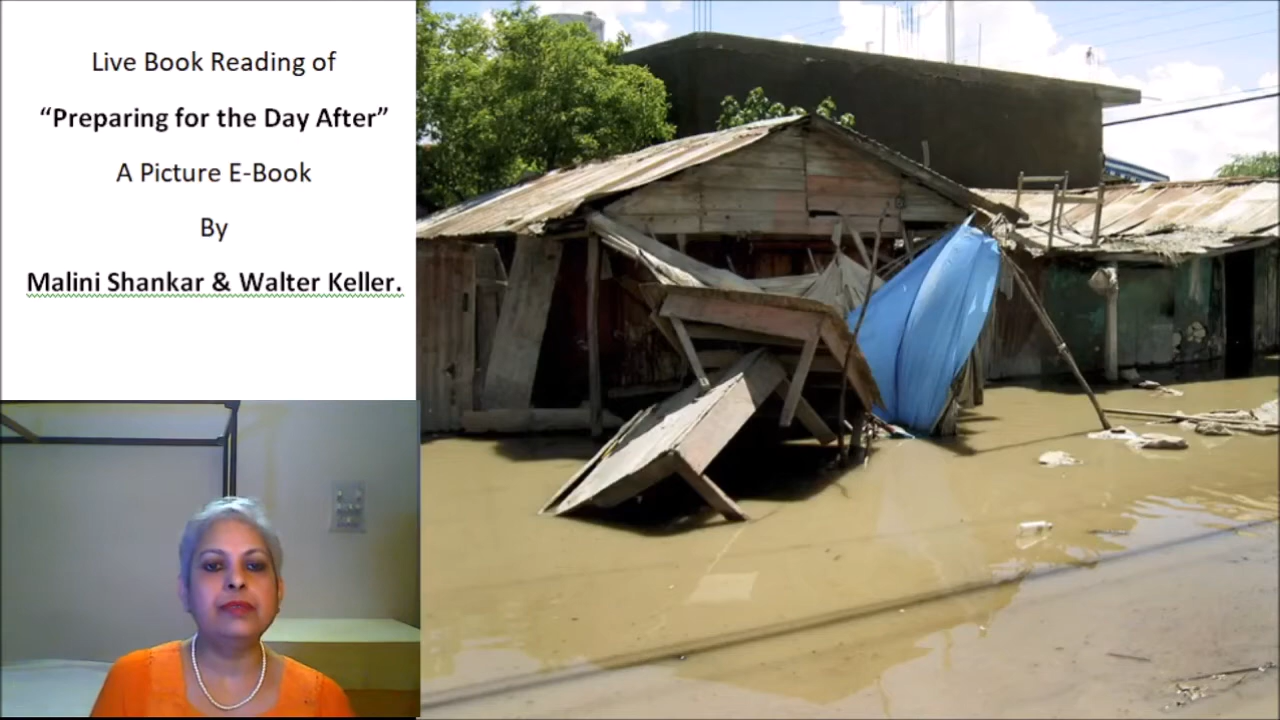 Live Book Reading of
“Preparing for the Day After”
A Picture E-Book
By
Malini Shankar & Walter Keller.